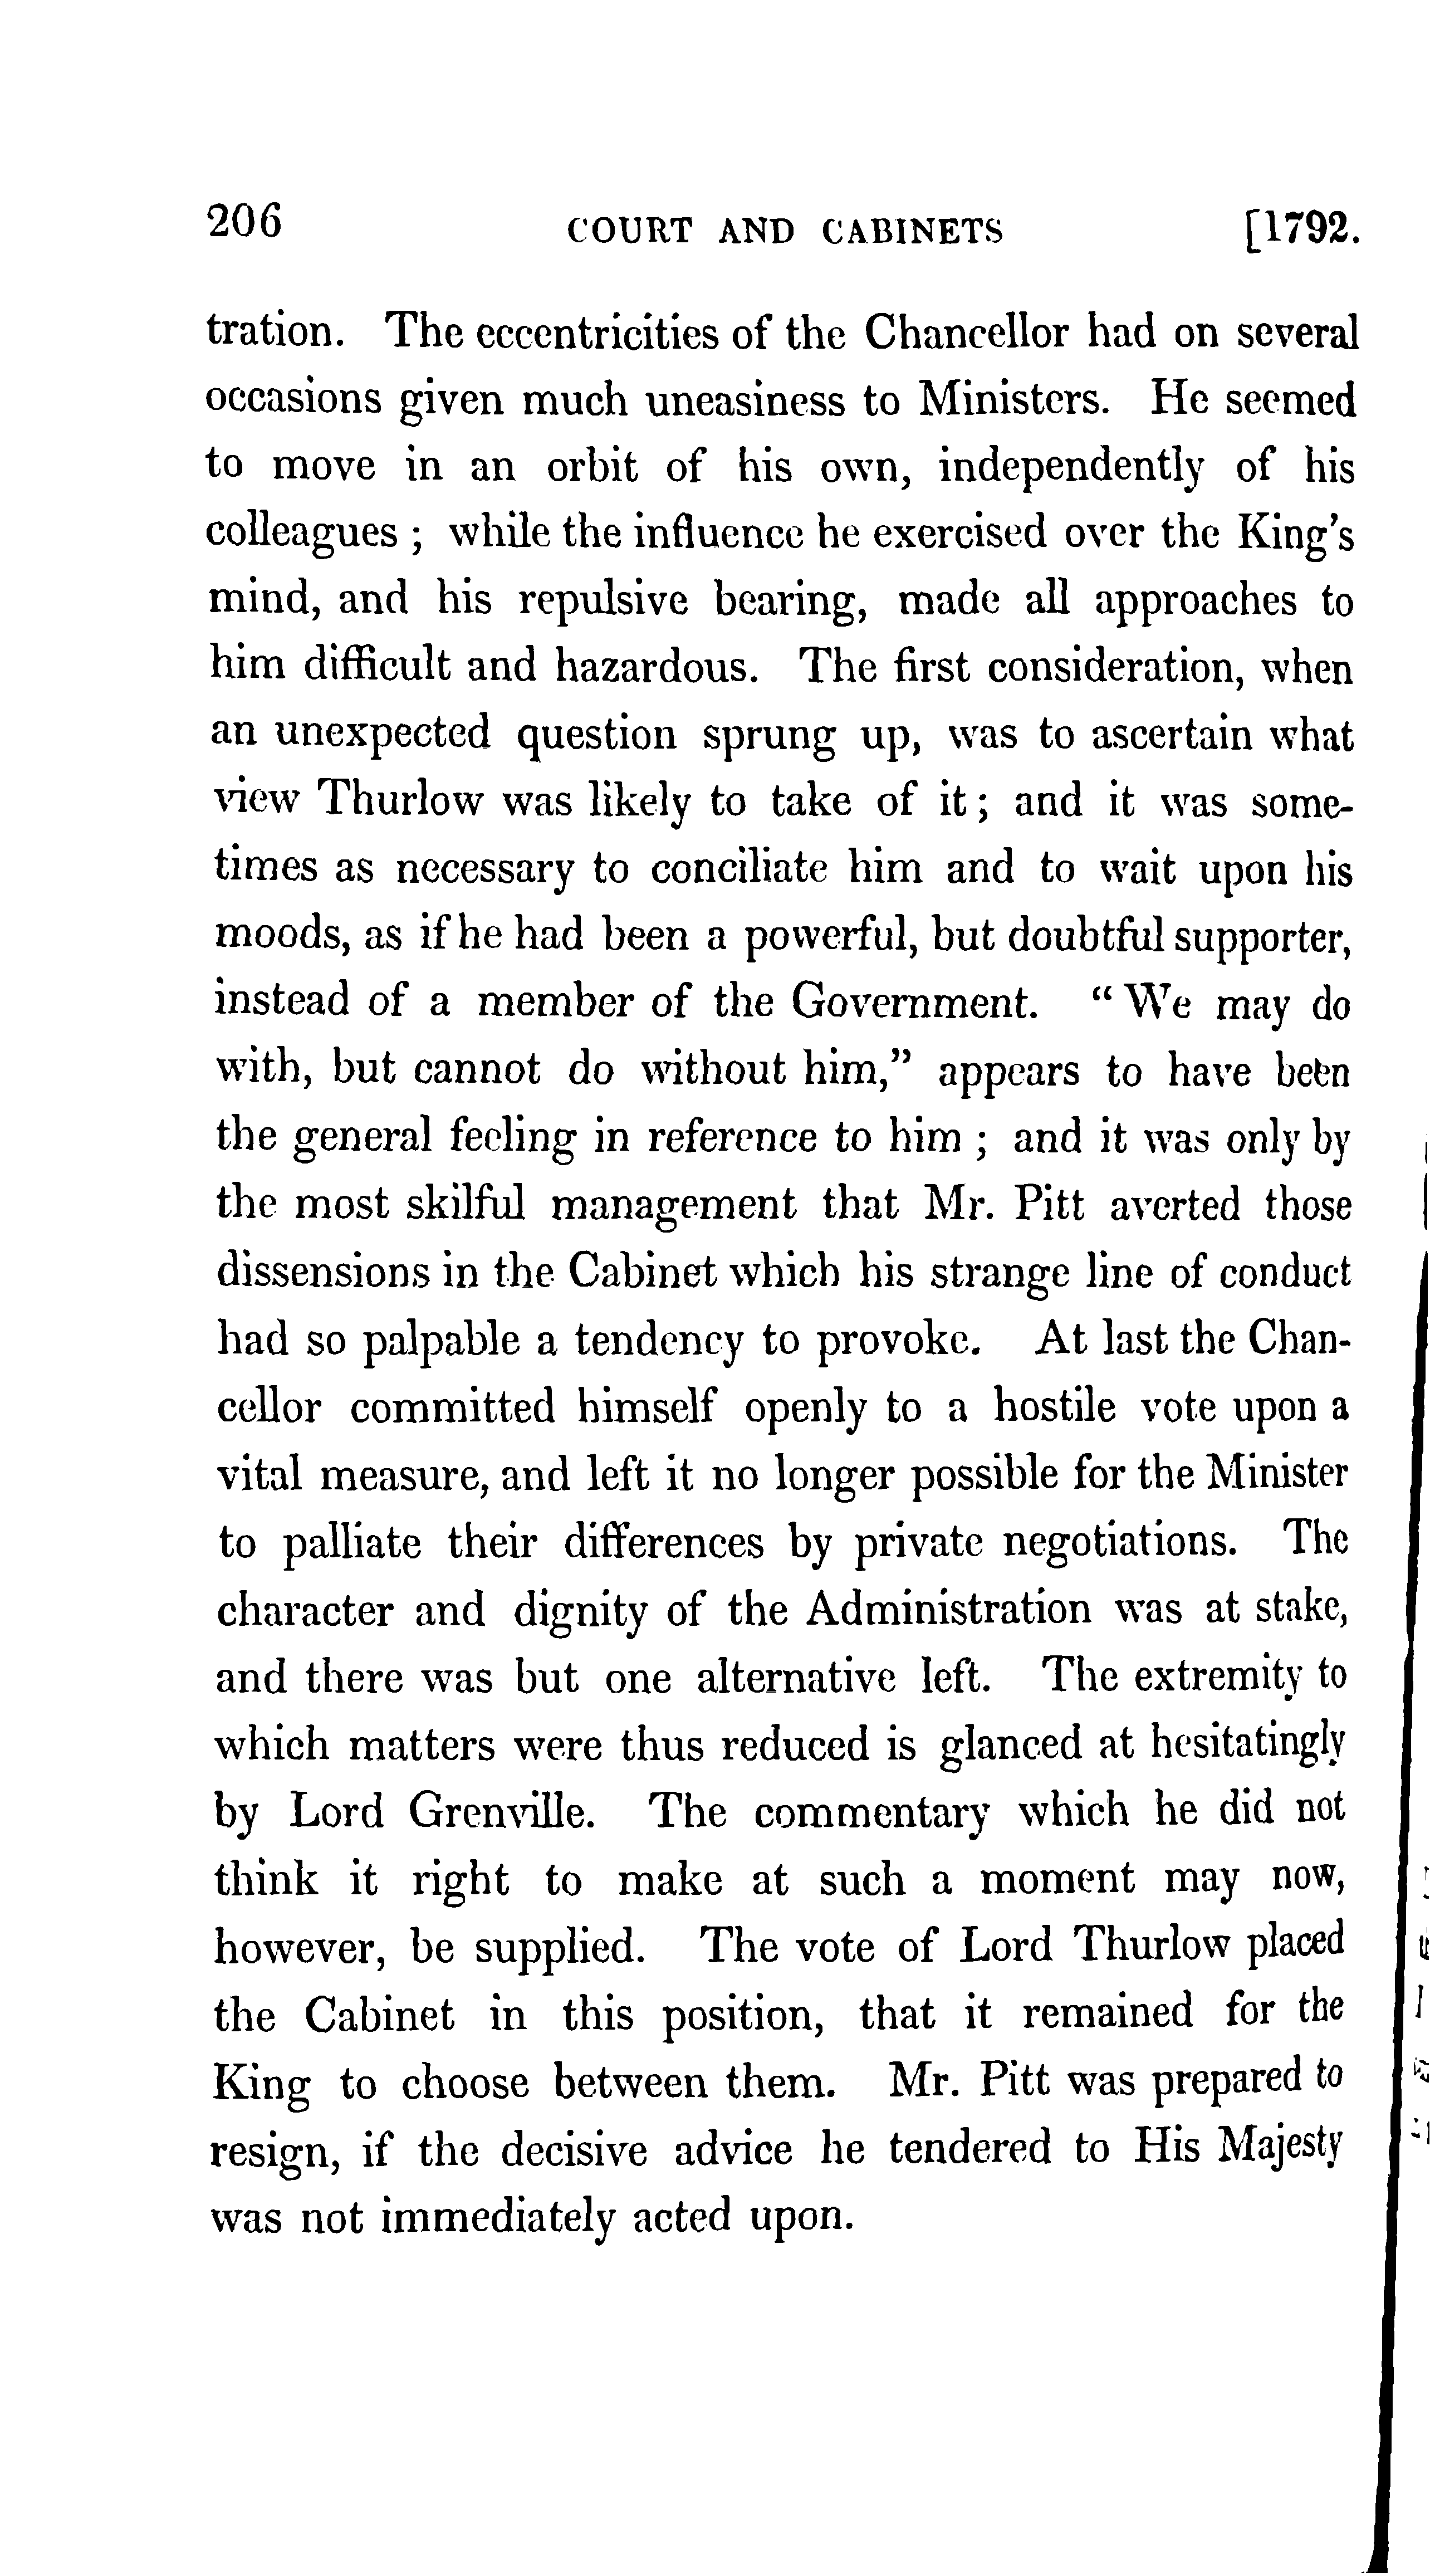 206 COURT AND CABINETS [1792.
tration. The eccentricities of the Chancellor had on several
occasions given much uneasiness to Ministers. He seemed
to move in an orbit of his own, independently of his
colleagues ; while the influence he exercised over the King's
mind, and his repulsive bearing, made all approaches to
him difficult and hazardous. The first consideration, when
an unexpected question sprung up, was to ascertain what
view Thurlow was likely to take of it ; and it was some-
times as necessary to conciliate him and to wait upon his
moods, as if he had been a powerful, but doubtful supporter,
instead of a member of the Government. “ We may do
with, but cannot do without him,” appears to have been
the general feeling in reference to him ; and it was only by
the most skilful management that Mr. Pitt averted those
dissensions in the Cabinet which his strange line of conduct
had so palpable a tendency to provoke. At last the Chan-
cellor committed himself openly to a hostile vote upon a
vital measure, and left it no longer possible for the Minister
to palliate their differences by private negotiations. The
character and dignity of the Administration was at stake,
and there was but one alternative left. The extremity to
which matters were thus reduced is glanced at hesitatingly
by Lord Grenville. The commentary which he did not
think it right to make at such a moment may now,
however, be supplied. The vote of Lord Thurlow placed
the Cabinet in this position, that it remained for the
King to choose between them. Mr. Pitt was prepared to
resign, if the decisive advice he tendered to His Majesty
was not immediately acted upon.